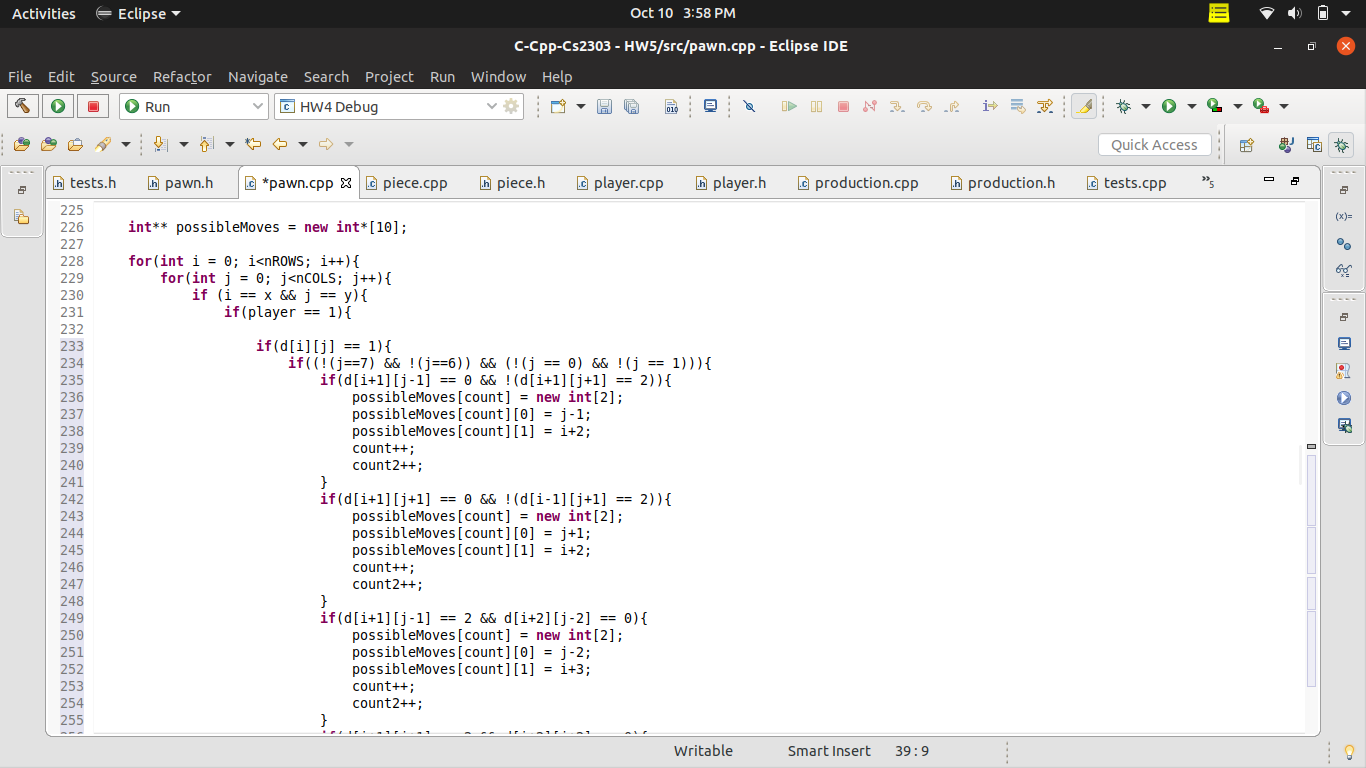 Activities Eclipse Oct 10 3:58 PM
C-Cpp-Cs2303 - HW5/src/pawn.cpp - Eclipse IDE
File Edit Source Refactor Navigate Search Project Run Window Help
Run HW4 Debug
Quick Access
tests.h pawn.h *pawn.cpp piece.cpp piece.h player.cpp player.h production.cpp production.h tests.cpp »5
225
226 int** possibleMoves = new int*[10];
227
228 for(int i = 0; i<nROWS; i++){
229 for(int j = 0; j<nCOLS; j++){
230 if (i == x && j == y){
231 if(player == 1){
232
233 if(d[i][j] == 1){
234 if((!(j==7) && !(j==6)) && (!(j == 0) && !(j == 1))){
235 if(d[i+1][j-1] == 0 && !(d[i+1][j+1] == 2)){
236 possibleMoves[count] = new int[2];
237 possibleMoves[count][0] = j-1;
238 possibleMoves[count][1] = i+2;
239 count++;
240 count2++;
241 }
242 if(d[i+1][j+1] == 0 && !(d[i-1][j+1] == 2)){
243 possibleMoves[count] = new int[2];
244 possibleMoves[count][0] = j+1;
245 possibleMoves[count][1] = i+2;
246 count++;
247 count2++;
248 }
249 if(d[i+1][j-1] == 2 && d[i+2][j-2] == 0){
250 possibleMoves[count] = new int[2];
251 possibleMoves[count][0] = j-2;
252 possibleMoves[count][1] = i+3;
253 count++;
254 count2++;
255 }
Writable Smart Insert 39 : 9